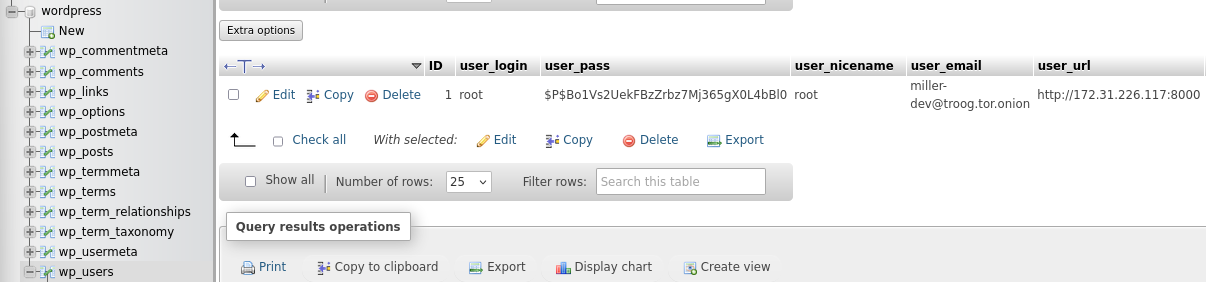 wordpress
New
wp_commentmeta
wp_comments
wp_links
wp_options
wp_postmeta
wp_posts
wp_termmeta
wp_terms
wp_term_relationships
wp_term_taxonomy
wp_usermeta
wp_users
Extra options
ID user_login user_pass user_nicename user_email user_url
Edit Copy Delete 1 root $P$Bo1Vs2UekFBzZrbz7Mj365gX0L4bBl0 root miller-
dev@troog.tor.onion http://172.31.226.117:8000
Check all With selected: Edit Copy Delete Export
Show all Number of rows: 25 Filter rows: Search this table
Query results operations
Print Copy to clipboard Export Display chart Create view